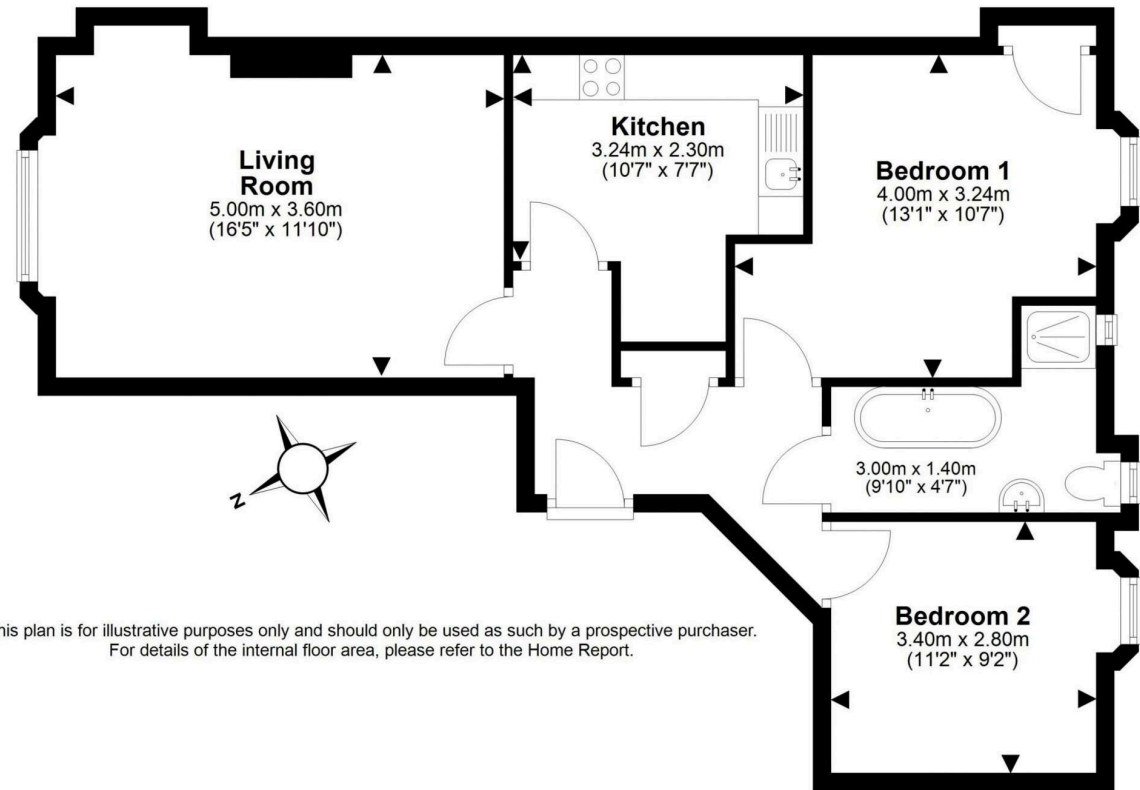 Living
Room
5.00m x 3.60m
(16'5" x 11'10")
Kitchen
3.24m x 2.30m
(10'7" x 7'7")
Bedroom 1
4.00m x 3.24m
(13'1" x 10'7")
3.00m x 1.40m
(9'10" x 4'7")
Bedroom 2
3.40m x 2.80m
(11'2" x 9'2")
N
his plan is for illustrative purposes only and should only be used as such by a prospective purchaser.
For details of the internal floor area, please refer to the Home Report.